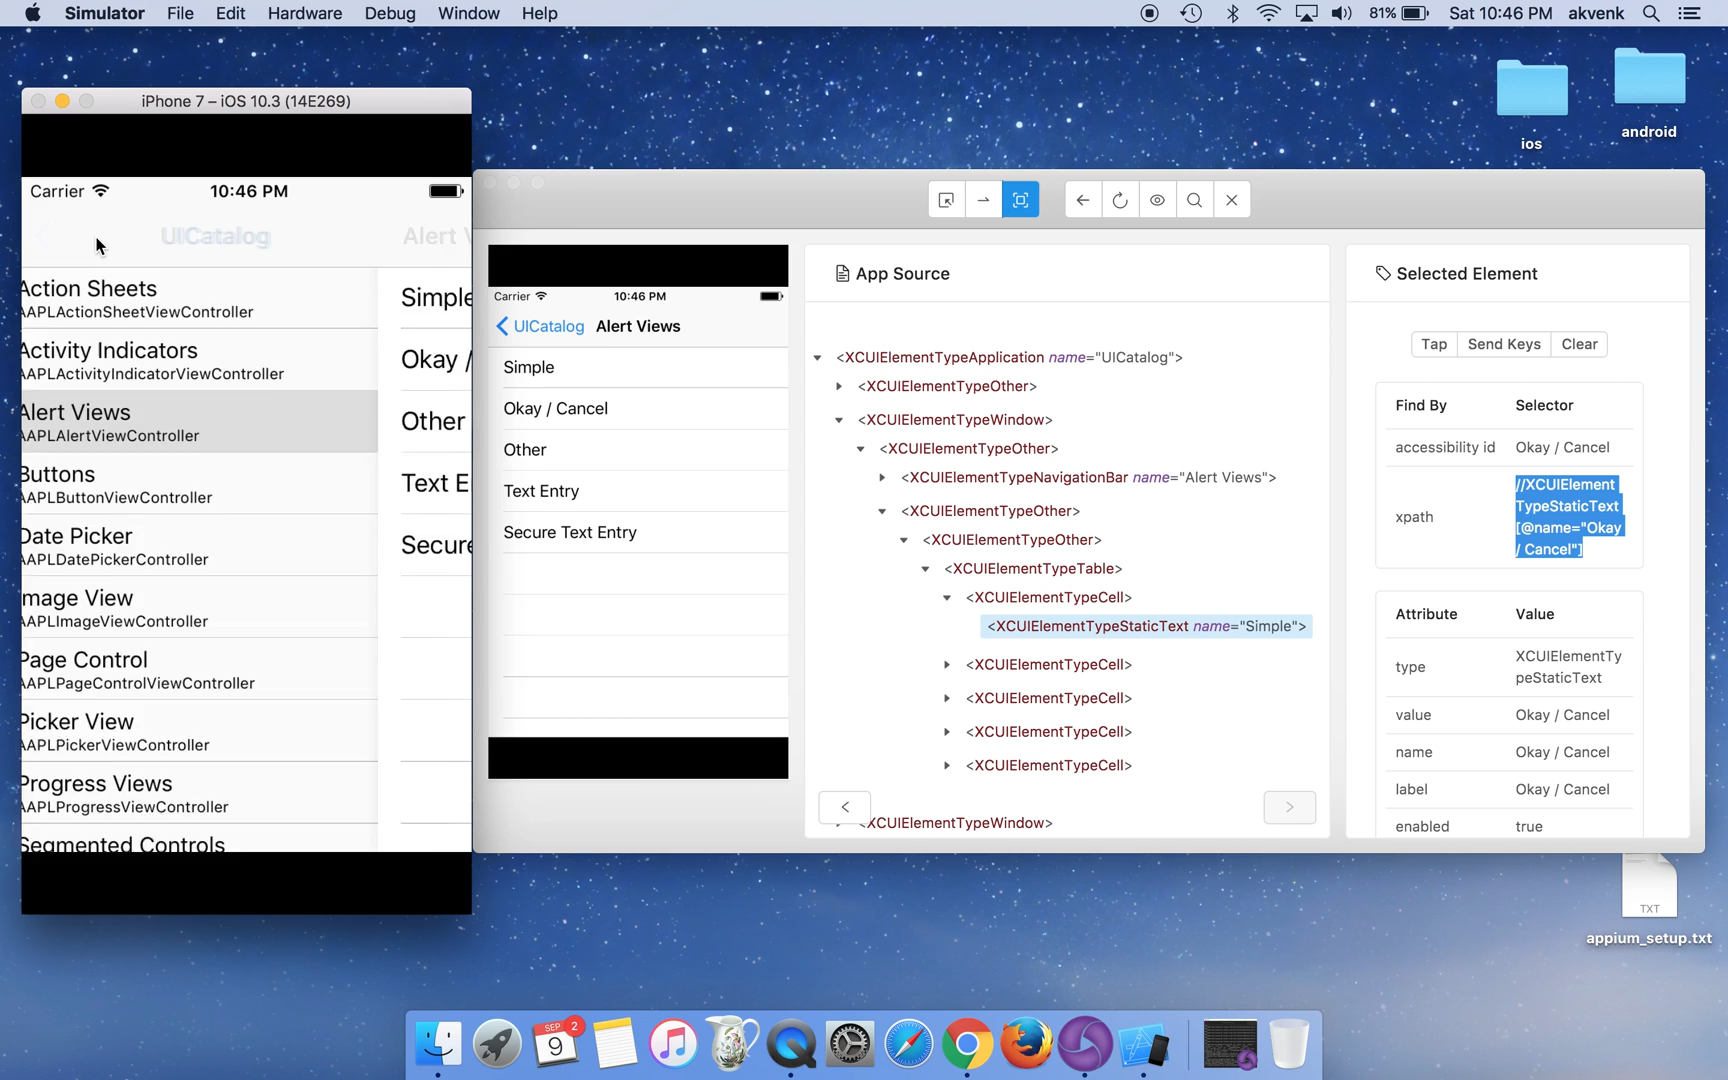 Simulator File Edit Hardware Debug Window Help
81% Sat 10:46 PM akvenk
iPhone 7 – iOS 10.3 (14E269)
Carrier 10:46 PM
UICatalog Alert V
Action Sheets
AAPLActionSheetViewController
Activity Indicators
AAPLActivityIndicatorViewController
Alert Views
AAPLAlertViewController
Buttons
AAPLButtonViewController
Date Picker
AAPLDatePickerController
Image View
AAPLImageViewController
Page Control
AAPLPageControlViewController
Picker View
AAPLPickerViewController
Progress Views
AAPLProgressViewController
Segmented Controls
Simple
Okay /
Other
Text E
Secure
Carrier 10:46 PM
UICatalog Alert Views
Simple
Okay / Cancel
Other
Text Entry
Secure Text Entry
App Source
<XCUIElementTypeApplication name="UICatalog">
<XCUIElementTypeOther>
<XCUIElementTypeWindow>
<XCUIElementTypeOther>
<XCUIElementTypeNavigationBar name="Alert Views">
<XCUIElementTypeOther>
<XCUIElementTypeOther>
<XCUIElementTypeTable>
<XCUIElementTypeCell>
<XCUIElementTypeStaticText name="Simple">
<XCUIElementTypeCell>
<XCUIElementTypeCell>
<XCUIElementTypeCell>
<XCUIElementTypeCell>
<XCUIElementTypeWindow>
Selected Element
Tap Send Keys Clear
Find By Selector
accessibility id Okay / Cancel
xpath //XCUIElement
TypeStaticText
[@name="Okay
/ Cancel"]
Attribute Value
type XCUIElementTy
peStaticText
value Okay / Cancel
name Okay / Cancel
label Okay / Cancel
enabled true
ios
android
TXT
appium_setup.txt
SEP
9
2